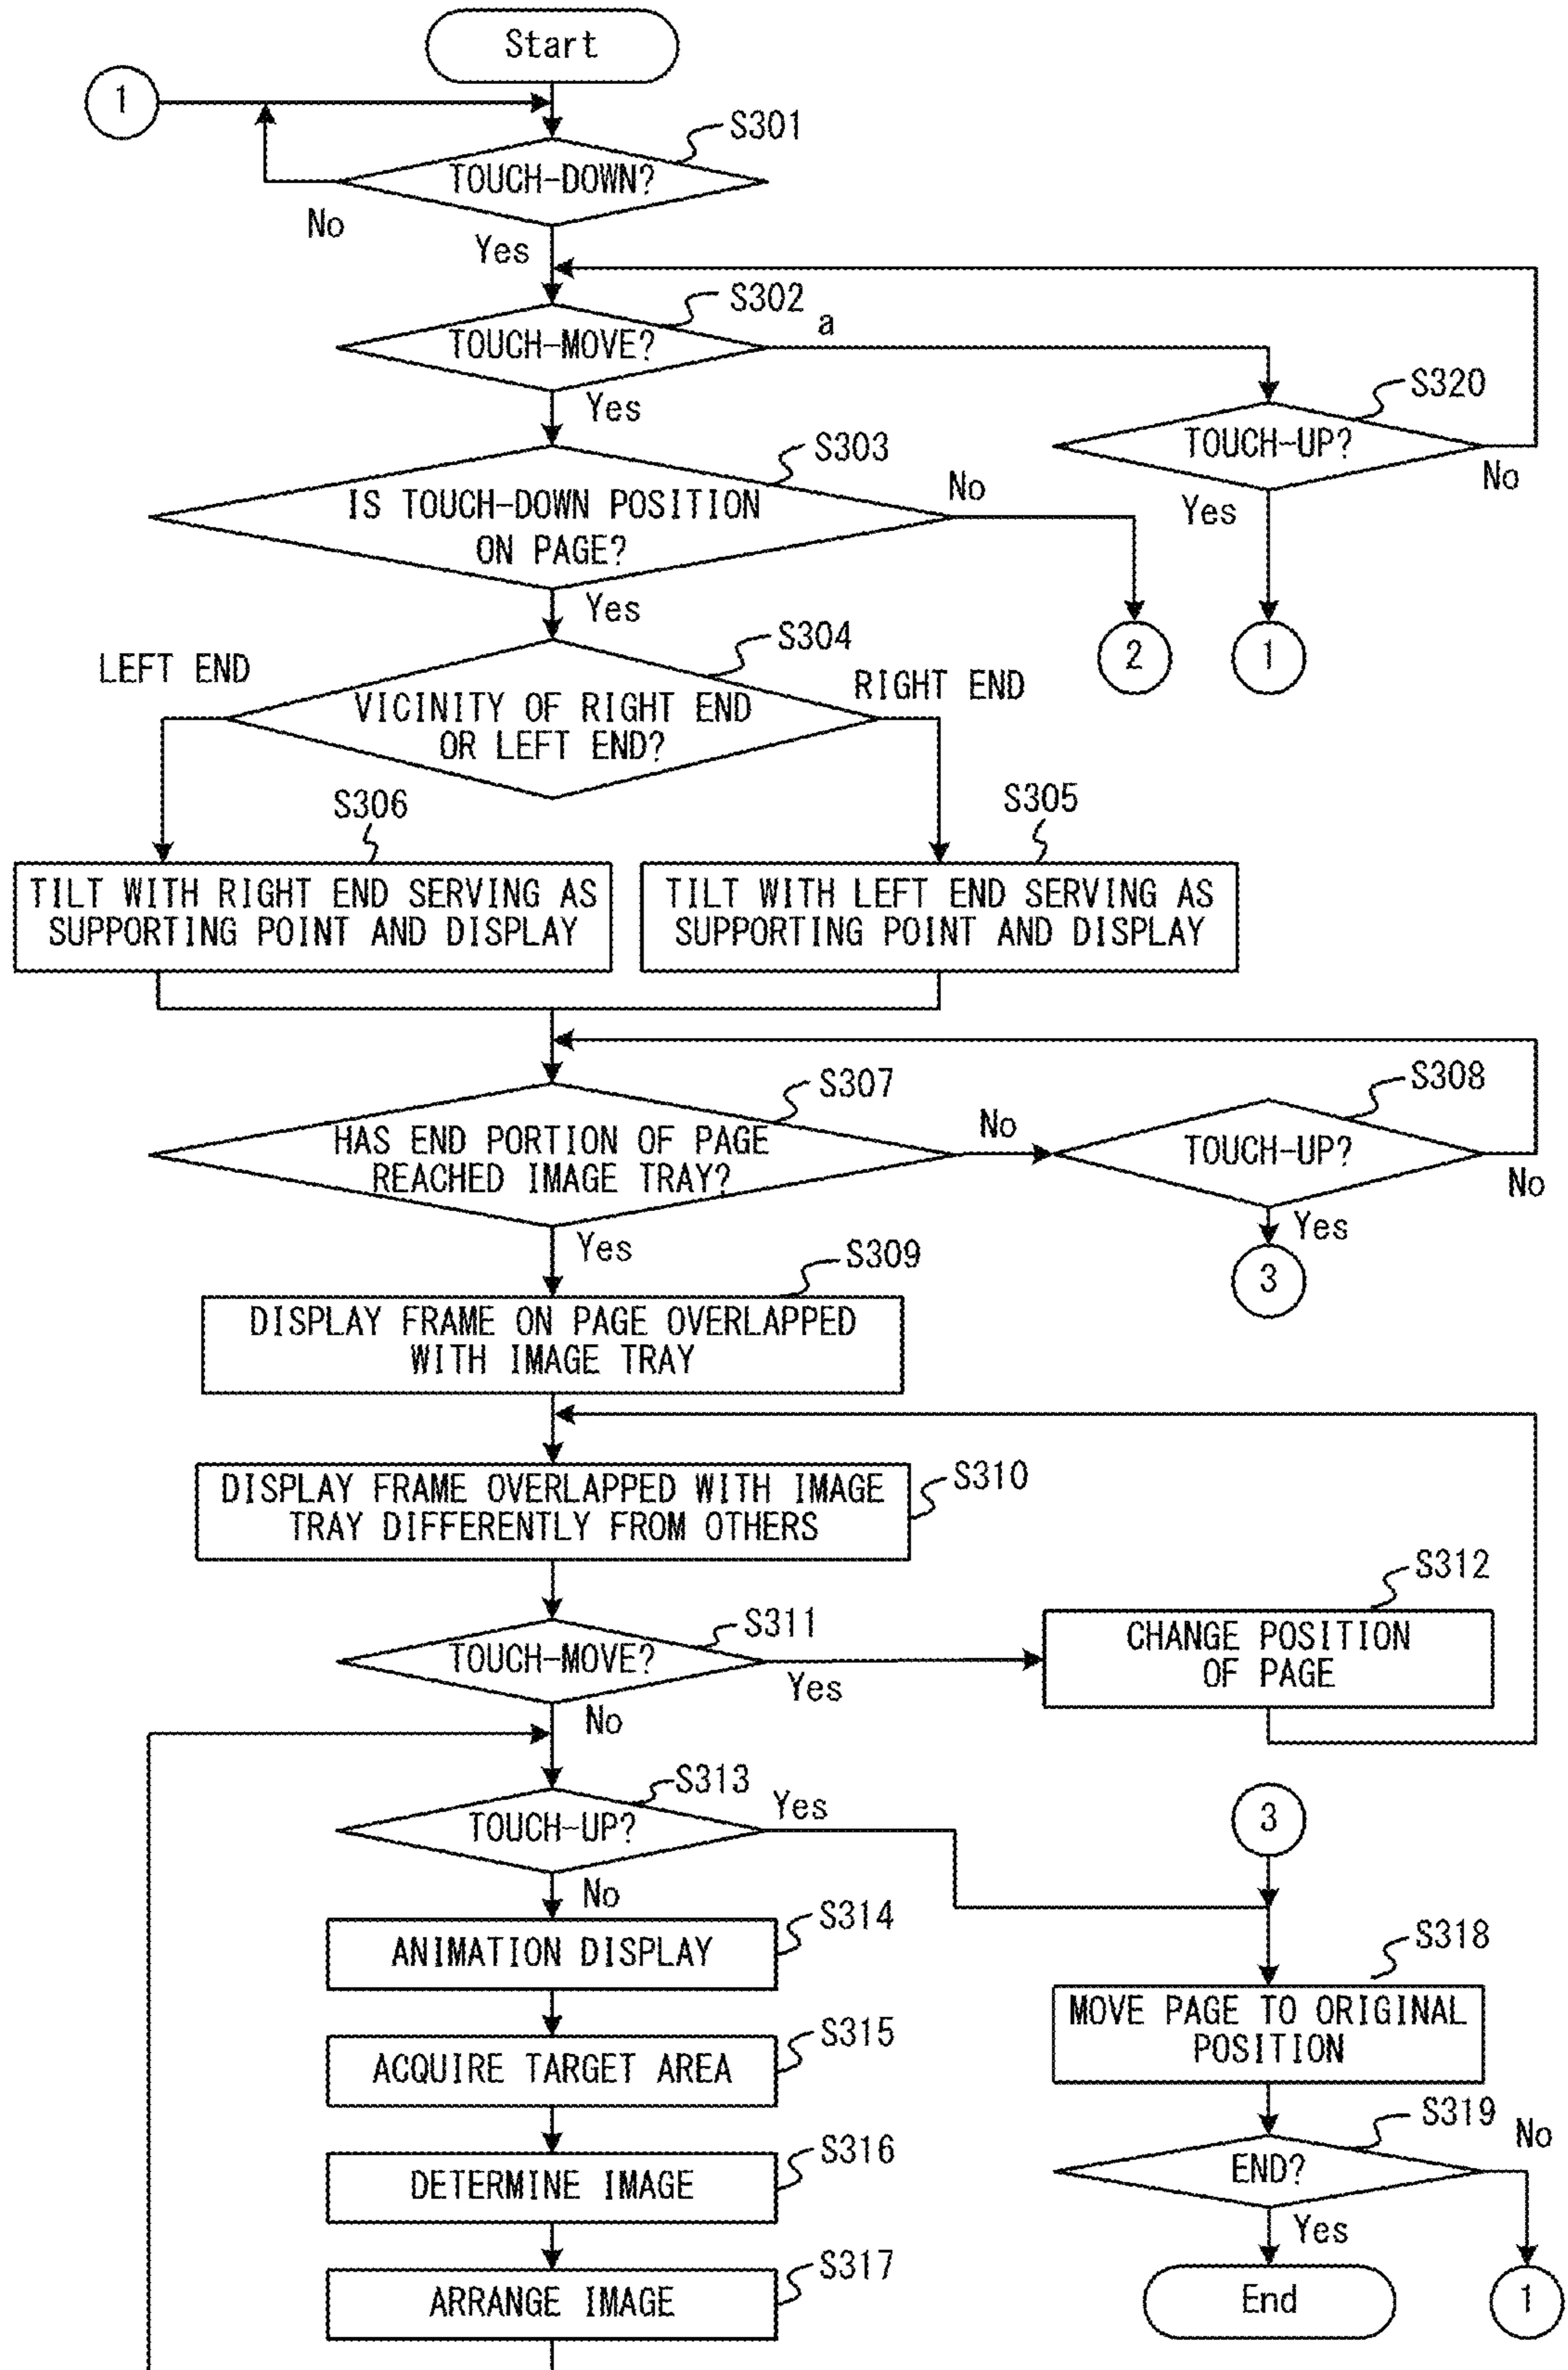 Start
1
S301
TOUCH-DOWN?
No
Yes
S302
a
TOUCH-MOVE?
Yes
S320
TOUCH-UP?
No
Yes
S303
No
IS TOUCH-DOWN POSITION
ON PAGE?
Yes
2
1
S304
LEFT END
RIGHT END
VICINITY OF RIGHT END
OR LEFT END?
S306
S305
TILT WITH RIGHT END SERVING AS
SUPPORTING POINT AND DISPLAY
TILT WITH LEFT END SERVING AS
SUPPORTING POINT AND DISPLAY
S307
S308
HAS END PORTION OF PAGE
REACHED IMAGE TRAY?
No
TOUCH-UP?
No
Yes
Yes
3
S309
DISPLAY FRAME ON PAGE OVERLAPPED
WITH IMAGE TRAY
S310
DISPLAY FRAME OVERLAPPED WITH IMAGE
TRAY DIFFERENTLY FROM OTHERS
S312
S311
TOUCH-MOVE?
Yes
CHANGE POSITION
OF PAGE
No
S313
TOUCH-UP?
Yes
3
No
S314
ANIMATION DISPLAY
S318
MOVE PAGE TO ORIGINAL
POSITION
S315
ACQUIRE TARGET AREA
S319
No
S316
DETERMINE IMAGE
END?
Yes
S317
ARRANGE IMAGE
End
1